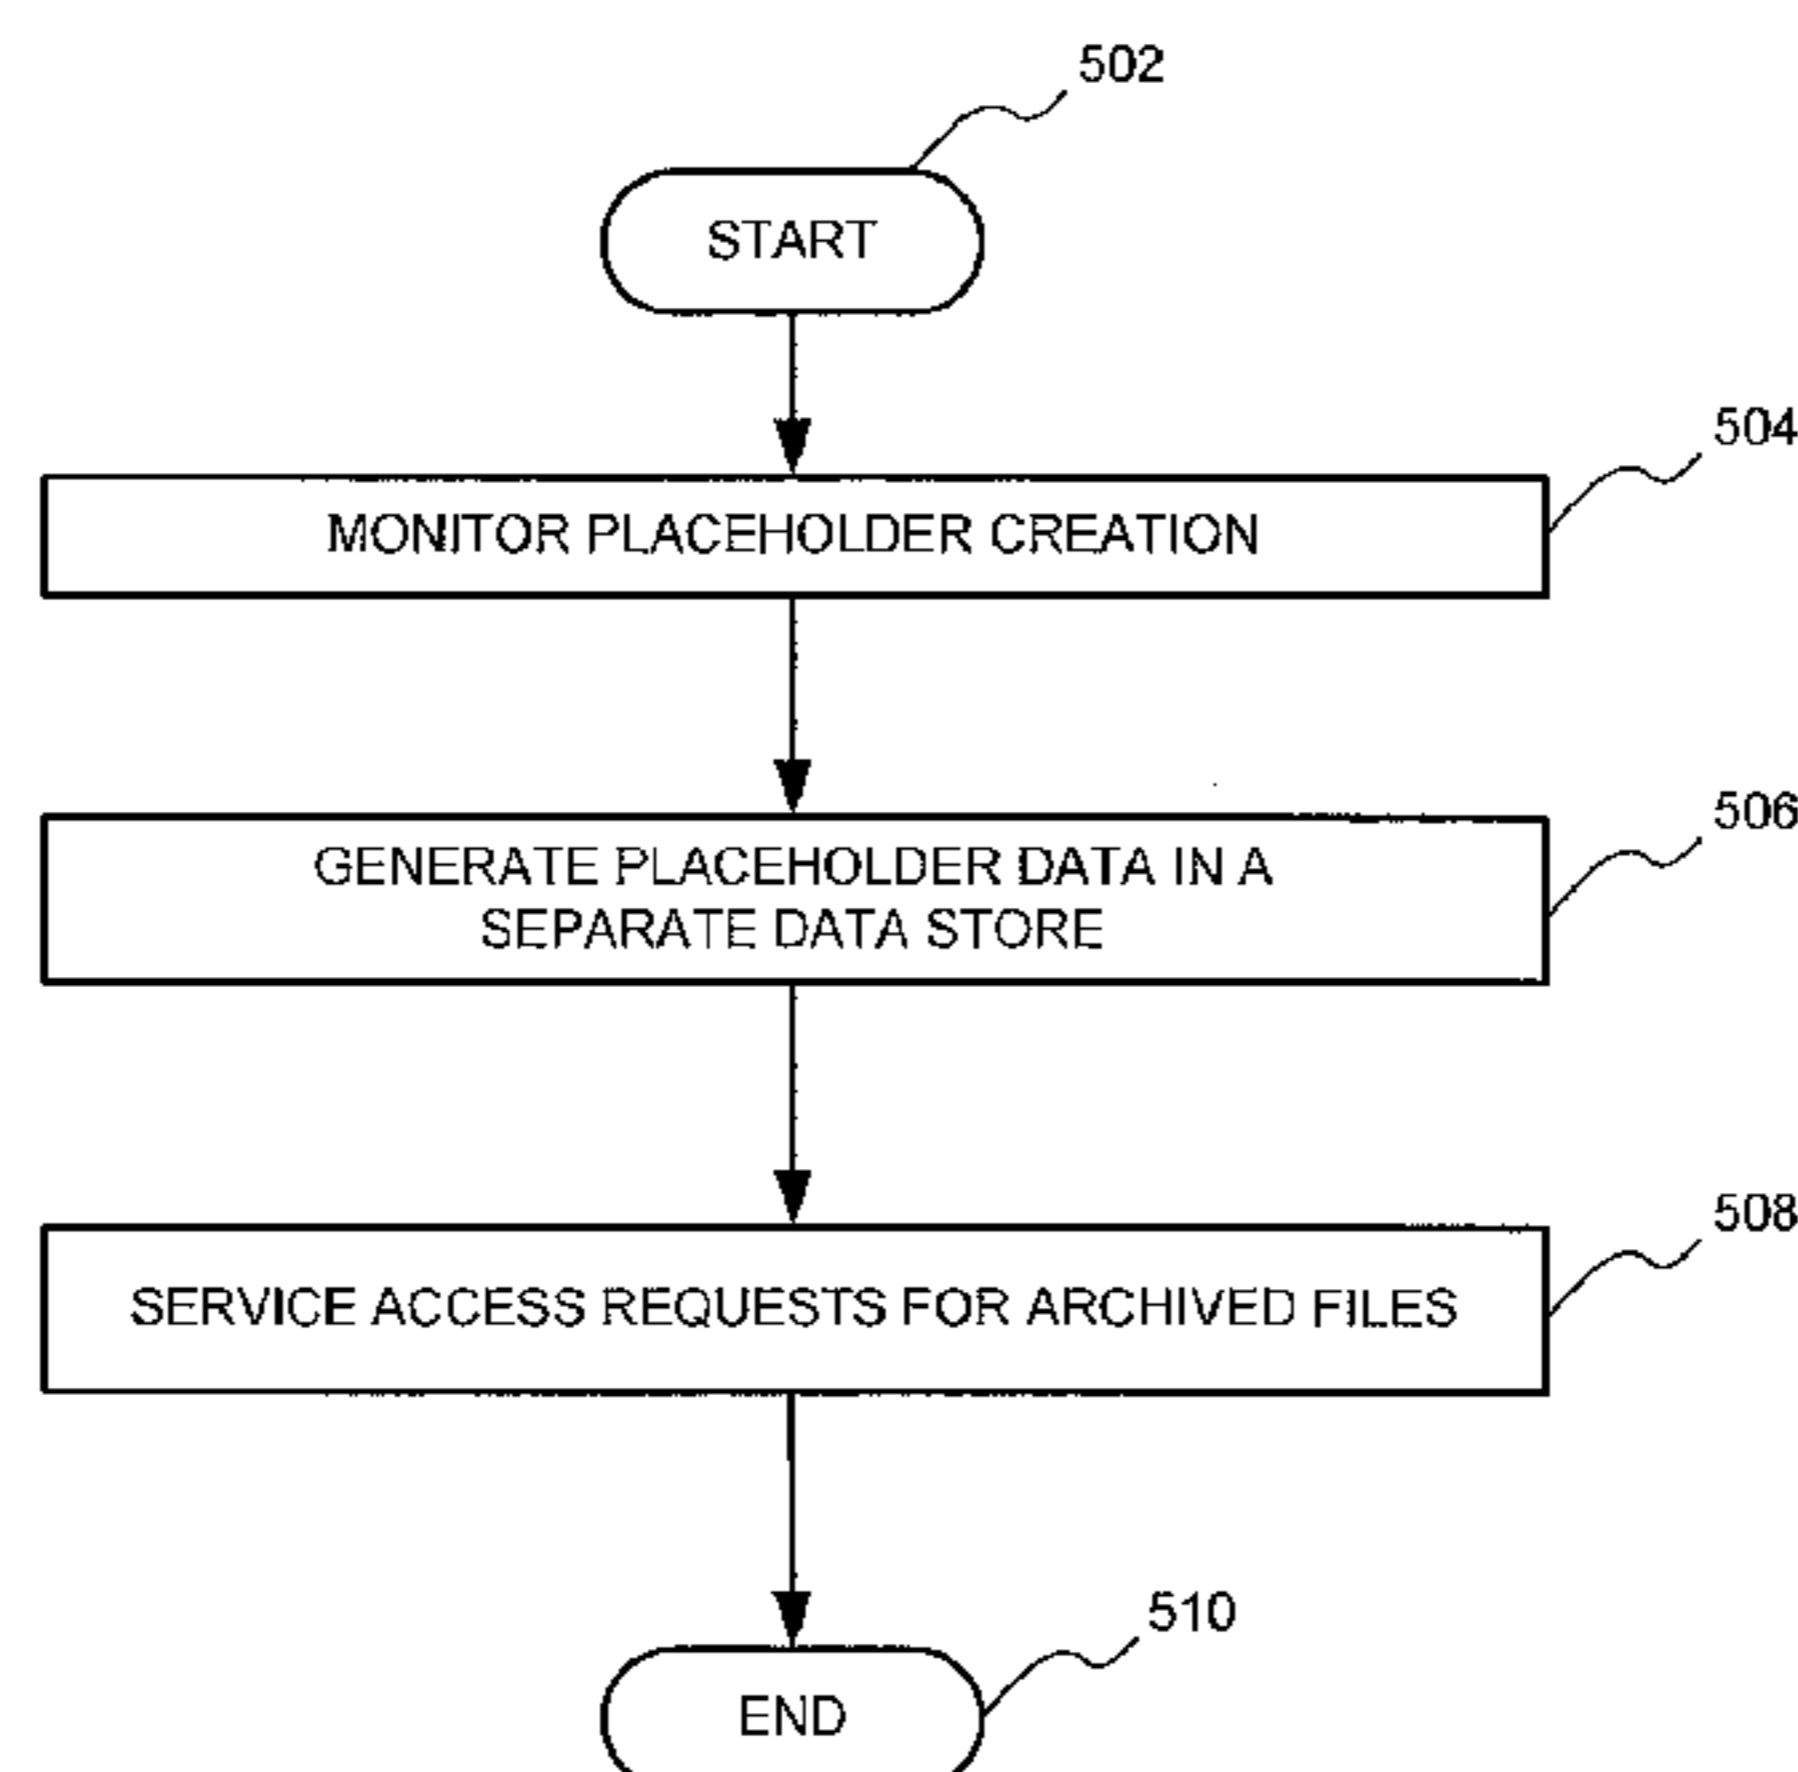 502
START
504
MONITOR PLACEHOLDER CREATION
506
GENERATE PLACEHOLDER DATA IN A
SEPARATE DATA STORE
508
SERVICE ACCESS REQUESTS FOR ARCHIVED FILES
510
END